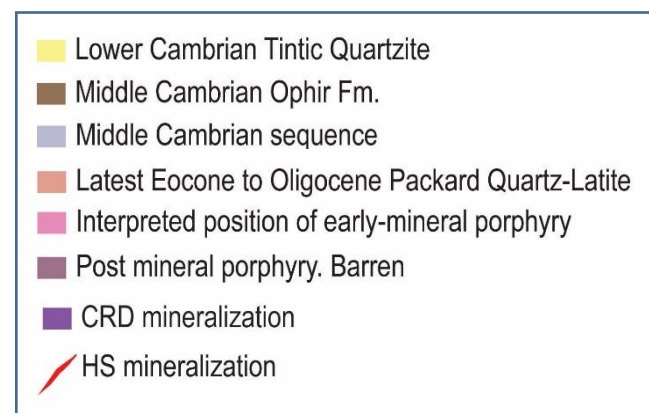 Lower Cambrian Tintic Quartzite
Middle Cambrian Ophir Fm.
Middle Cambrian sequence
Latest Eocone to Oligocene Packard Quartz-Latite
Interpreted position of early-mineral porphyry
Post mineral porphyry. Barren
CRD mineralization
HS mineralization